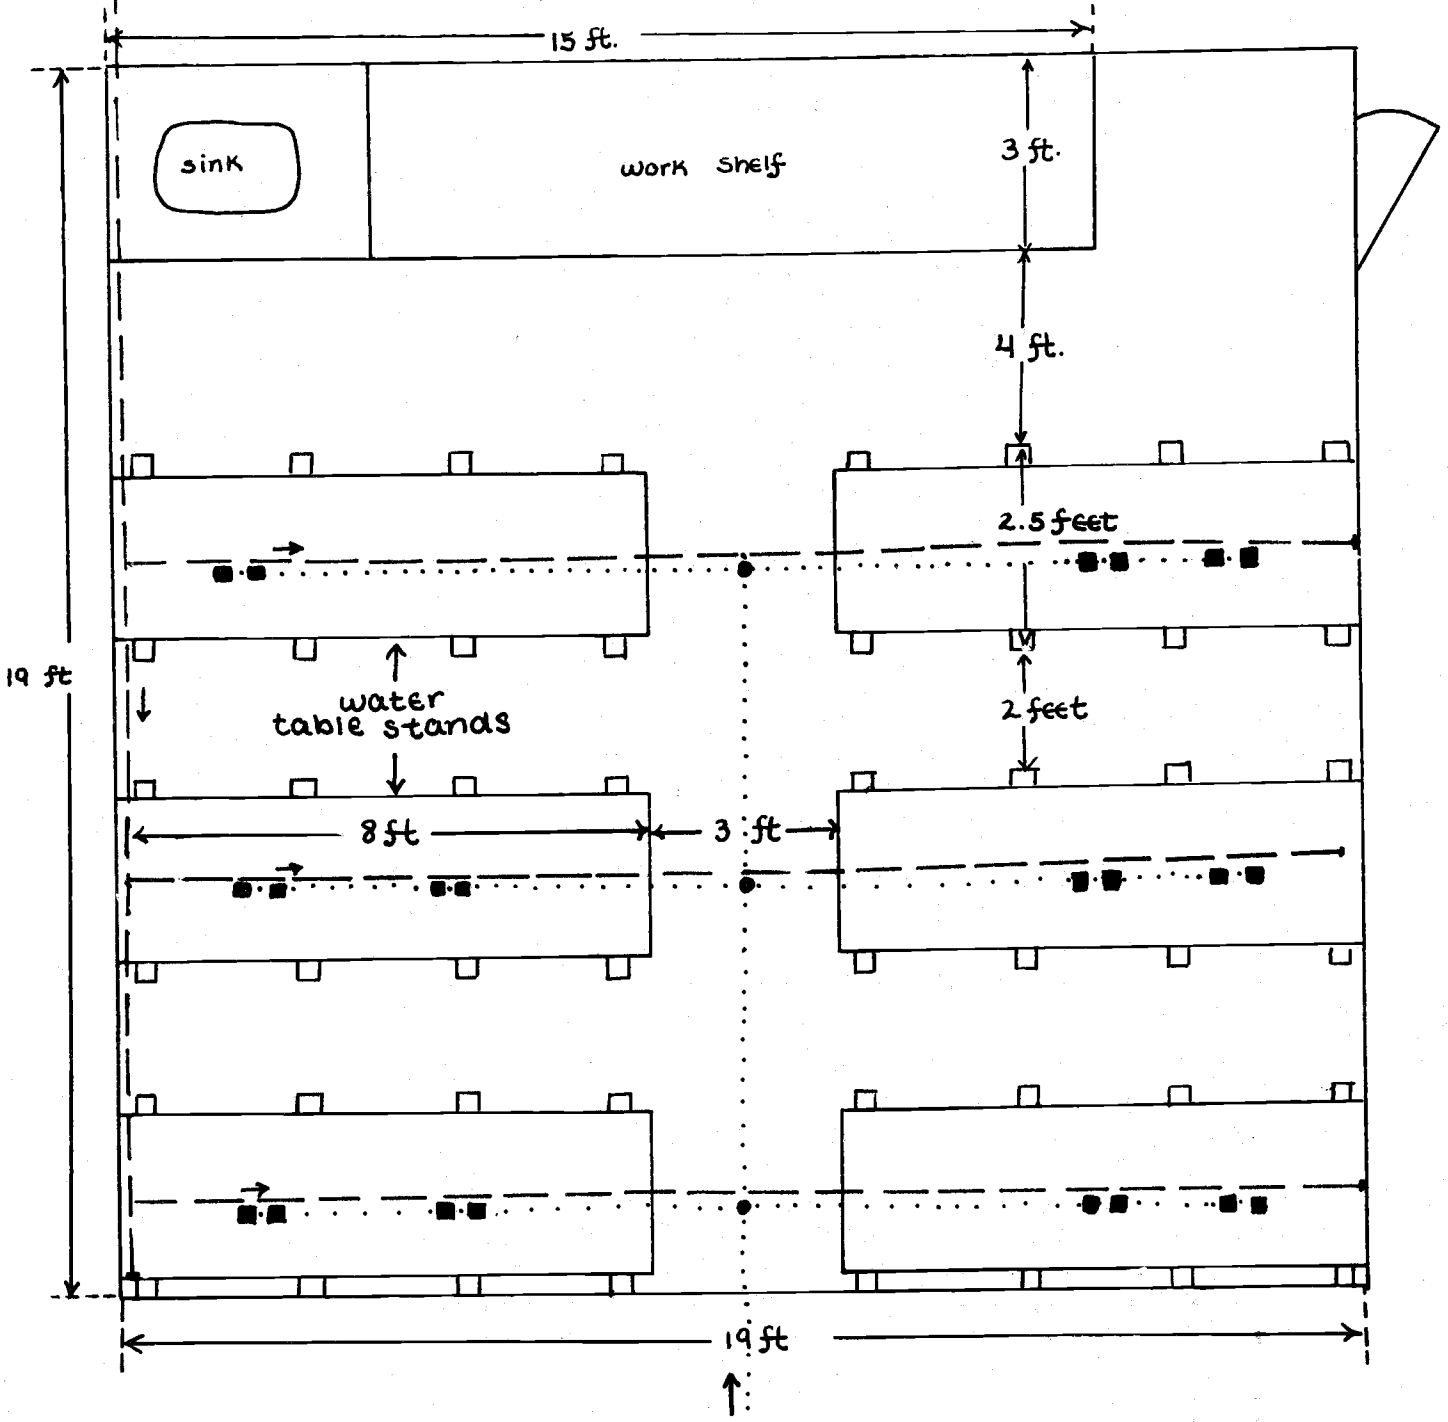 15 ft.
sink
work shelf
3 ft.
4 ft.
2.5 feet
19 ft
water
table stands
2 feet
8 ft
3 ft
19 ft